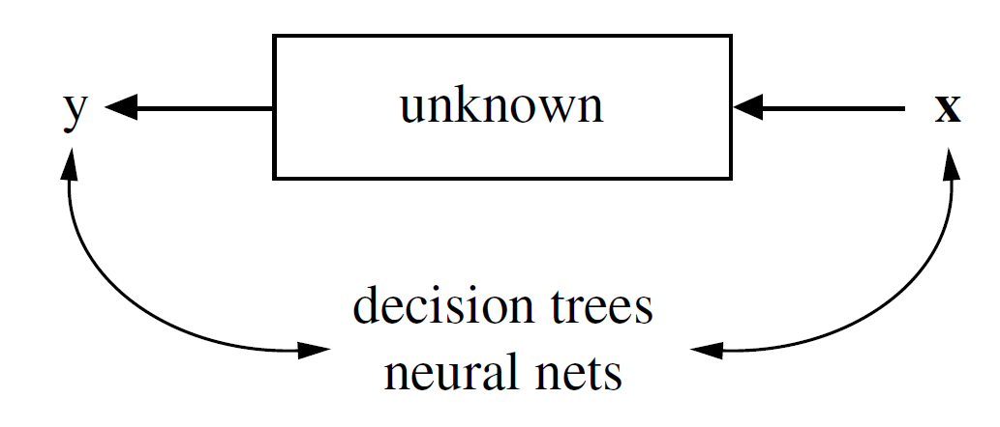 y unknown x
decision trees
neural nets